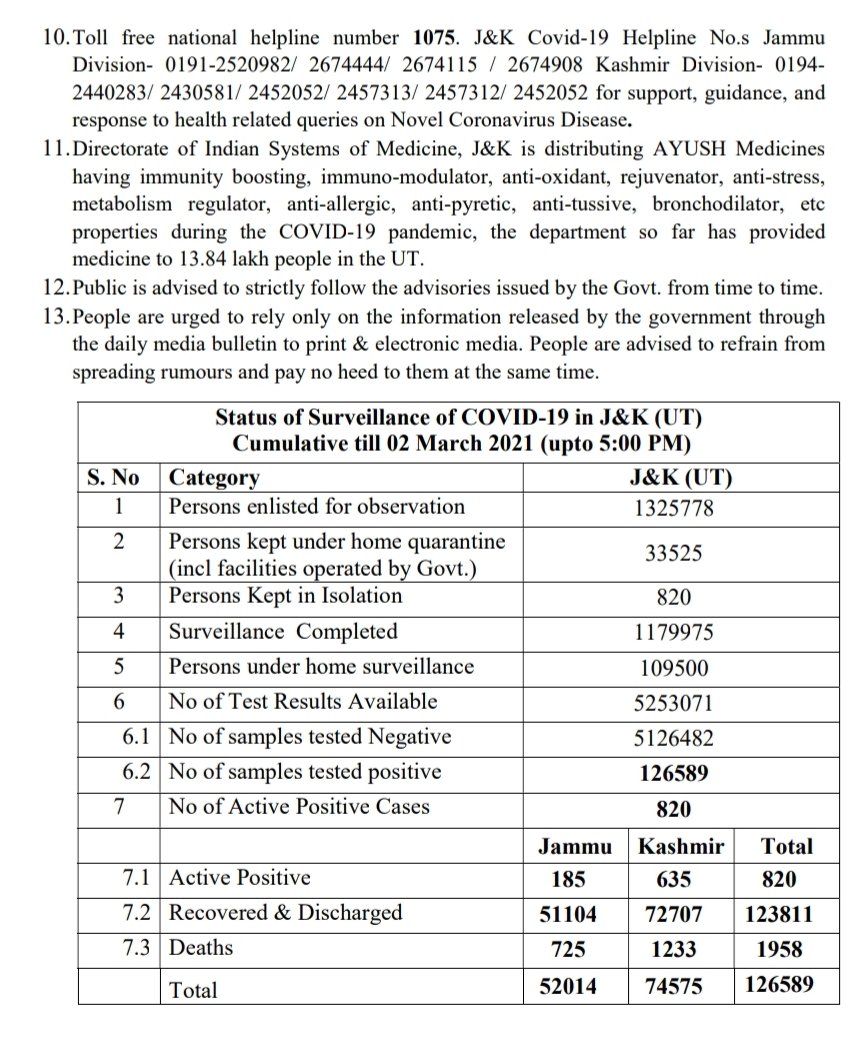 10. Toll free national helpline number 1075. J&K Covid-19 Helpline No.s Jammu
Division- 0191-2520982/ 2674444/ 2674115 / 2674908 Kashmir Division- 0194-
2440283/ 2430581/ 2452052/ 2457313/ 2457312/ 2452052 for support, guidance, and
response to health related queries on Novel Coronavirus Disease.
11. Directorate of Indian Systems of Medicine, J&K is distributing AYUSH Medicines
having immunity boosting, immuno-modulator, anti-oxidant, rejuvenator, anti-stress,
metabolism regulator, anti-allergic, anti-pyretic, anti-tussive, bronchodilator, etc
properties during the COVID-19 pandemic, the department so far has provided
medicine to 13.84 lakh people in the UT.
12. Public is advised to strictly follow the advisories issued by the Govt. from time to time.
13. People are urged to rely only on the information released by the government through
the daily media bulletin to print & electronic media. People are advised to refrain from
spreading rumours and pay no heed to them at the same time.
Status of Surveillance of COVID-19 in J&K (UT)
Cumulative till 02 March 2021 (upto 5:00 PM)
S. No Category J&K (UT)
1 Persons enlisted for observation 1325778
2 Persons kept under home quarantine
(incl facilities operated by Govt.) 33525
3 Persons Kept in Isolation 820
4 Surveillance Completed 1179975
5 Persons under home surveillance 109500
6 No of Test Results Available 5253071
6.1 No of samples tested Negative 5126482
6.2 No of samples tested positive 126589
7 No of Active Positive Cases 820
Jammu Kashmir Total
7.1 Active Positive 185 635 820
7.2 Recovered & Discharged 51104 72707 123811
7.3 Deaths 725 1233 1958
Total 52014 74575 126589